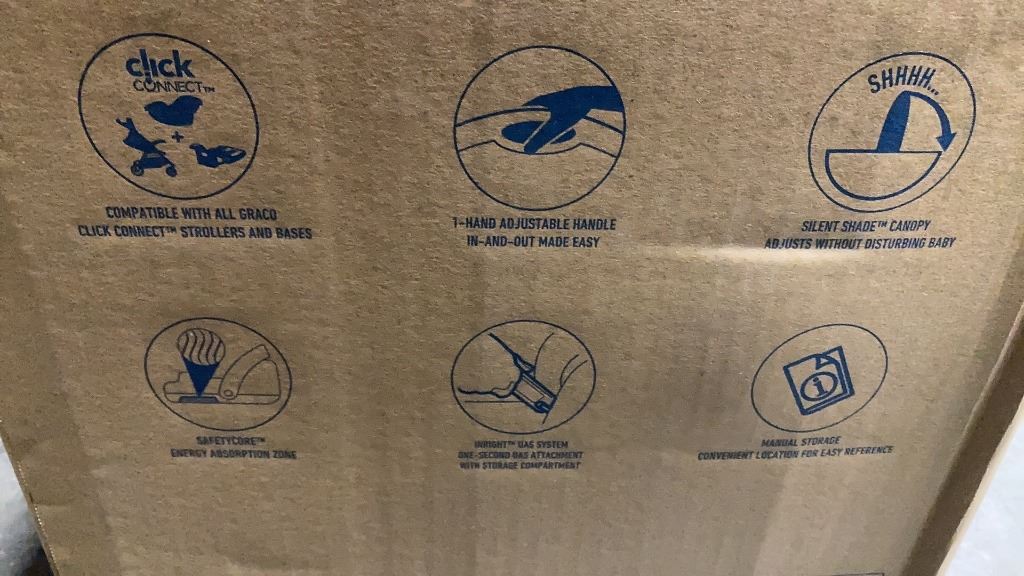 click
CONNECT™
COMPATIBLE WITH ALL GRACO
CLICK CONNECT™ STROLLERS AND BASES
1-HAND ADJUSTABLE HANDLE
IN-AND-OUT MADE EASY
SHHHH...
SILENT SHADE™ CANOPY
ADJUSTS WITHOUT DISTURBING BABY
SAFETYCORE™
ENERGY ABSORPTION ZONE
INRIGHT™ UAS SYSTEM
ONE-SECOND UAS ATTACHMENT
WITH STORAGE COMPARTMENT
i
MANUAL STORAGE
CONVENIENT LOCATION FOR EASY REFERENCE